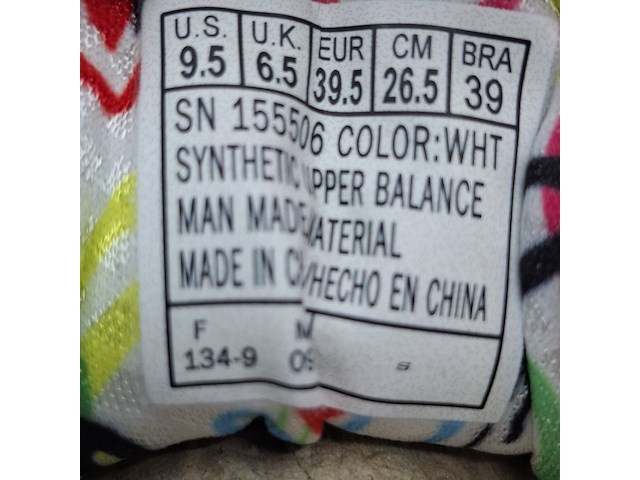 U.S. U.K. EUR CM BRA
9.5 6.5 39.5 26.5 39
SN 155506 COLOR:WHT
SYNTHETIC UPPER BALANCE
MAN MADE MATERIAL
MADE IN /HECHO EN CHINA
F M
134-9 09